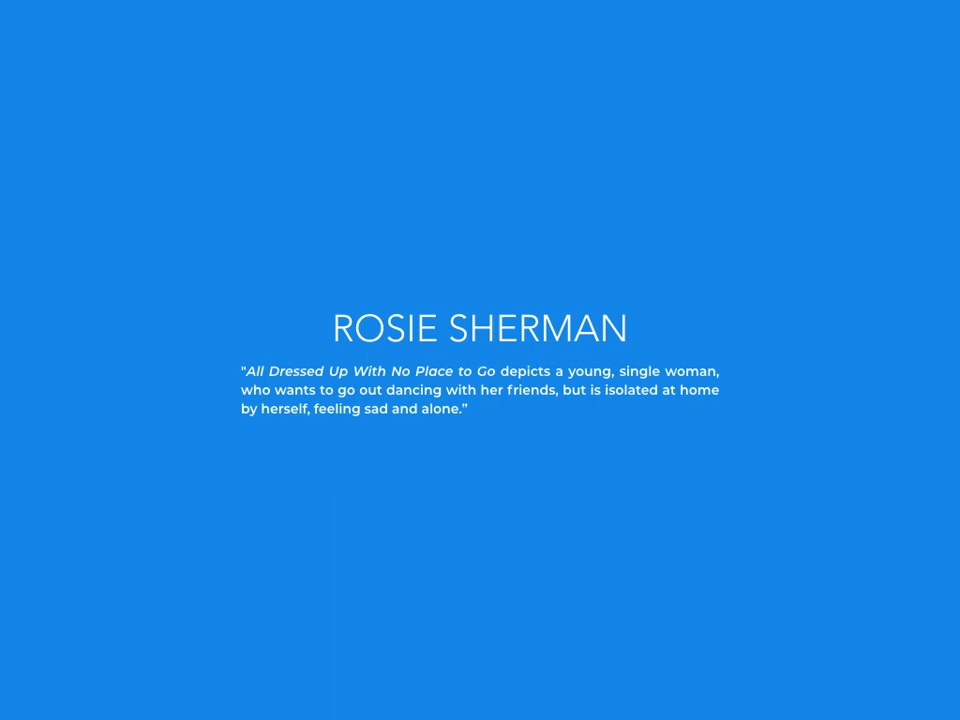 ROSIE SHERMAN
"All Dressed Up With No Place to Go depicts a young, single woman,
who wants to go out dancing with her friends, but is isolated at home
by herself, feeling sad and alone.”